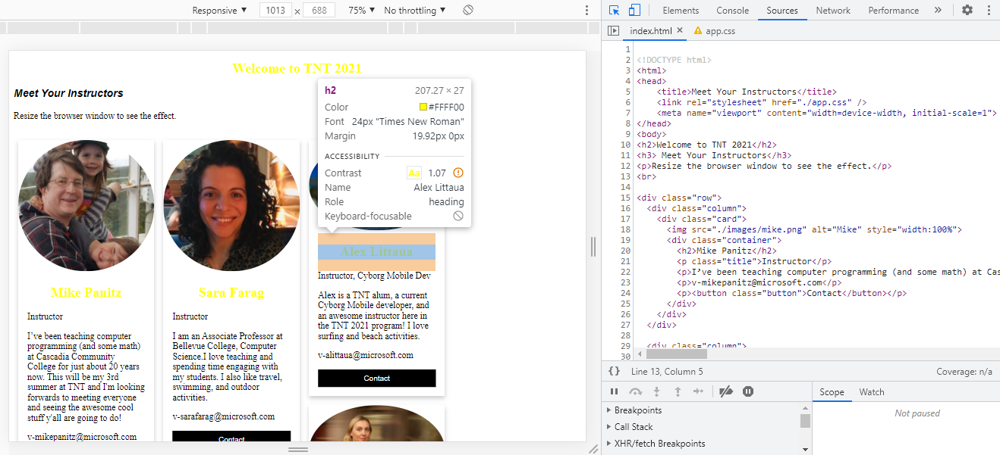 Responsive ▼ 1013 × 688 75% ▼ No throttling ▼
Elements Console Sources Network Performance »
index.html × app.css
Welcome to TNT 2021
Meet Your Instructors
Resize the browser window to see the effect.
h2 207.27 × 27
Color #FFFF00
Font 24px "Times New Roman"
Margin 19.92px 0px
ACCESSIBILITY
Contrast Aa 1.07
Name Alex Littaua
Role heading
Keyboard-focusable
Mike Panitz
Instructor
I've been teaching computer
programming (and some math)
at Cascadia Community
College for just about 20 years
now. This will be my 3rd
summer at TNT and I'm looking
forwards to meeting everyone
and seeing the awesome cool
stuff y'all are going to do!
v-mikepanitz@microsoft.com
Sara Farag
Instructor
I am an Associate Professor at
Bellevue College, Computer
Science.I love teaching and
spending time engaging with
my students. I also like travel,
swimming, and outdoor
activities.
v-sarafarag@microsoft.com
Contact
Alex Littaua
Instructor, Cyborg Mobile Dev
Alex is a TNT alum, a current
Cyborg Mobile developer, and
an awesome instructor here in
the TNT 2021 program! I love
surfing and beach activities.
v-alittaua@microsoft.com
Contact
1
2 <!DOCTYPE html>
3 <html>
4 <head>
5 <title>Meet Your Instructors</title>
6 <link rel="stylesheet" href="./app.css" />
7 <meta name="viewport" content="width=device-width, initial-scale=1">
8 </head>
9 <body>
10 <h2>Welcome to TNT 2021</h2>
11 <h3> Meet Your Instructors</h3>
12 <p>Resize the browser window to see the effect.</p>
13 <br>
14
15 <div class="row">
16 <div class="column">
17 <div class="card">
18 <img src="./images/mike.png" alt="Mike" style="width:100%">
19 <div class="container">
20 <h2>Mike Panitz</h2>
21 <p class="title">Instructor</p>
22 <p>I've been teaching computer programming (and some math) at Cas
23 <p>v-mikepanitz@microsoft.com</p>
24 <p><button class="button">Contact</button></p>
25 </div>
26 </div>
27 </div>
28
29 <div class="column">
30
{} Line 13, Column 5 Coverage: n/a
Scope Watch
Not paused
Breakpoints
Call Stack
XHR/fetch Breakpoints